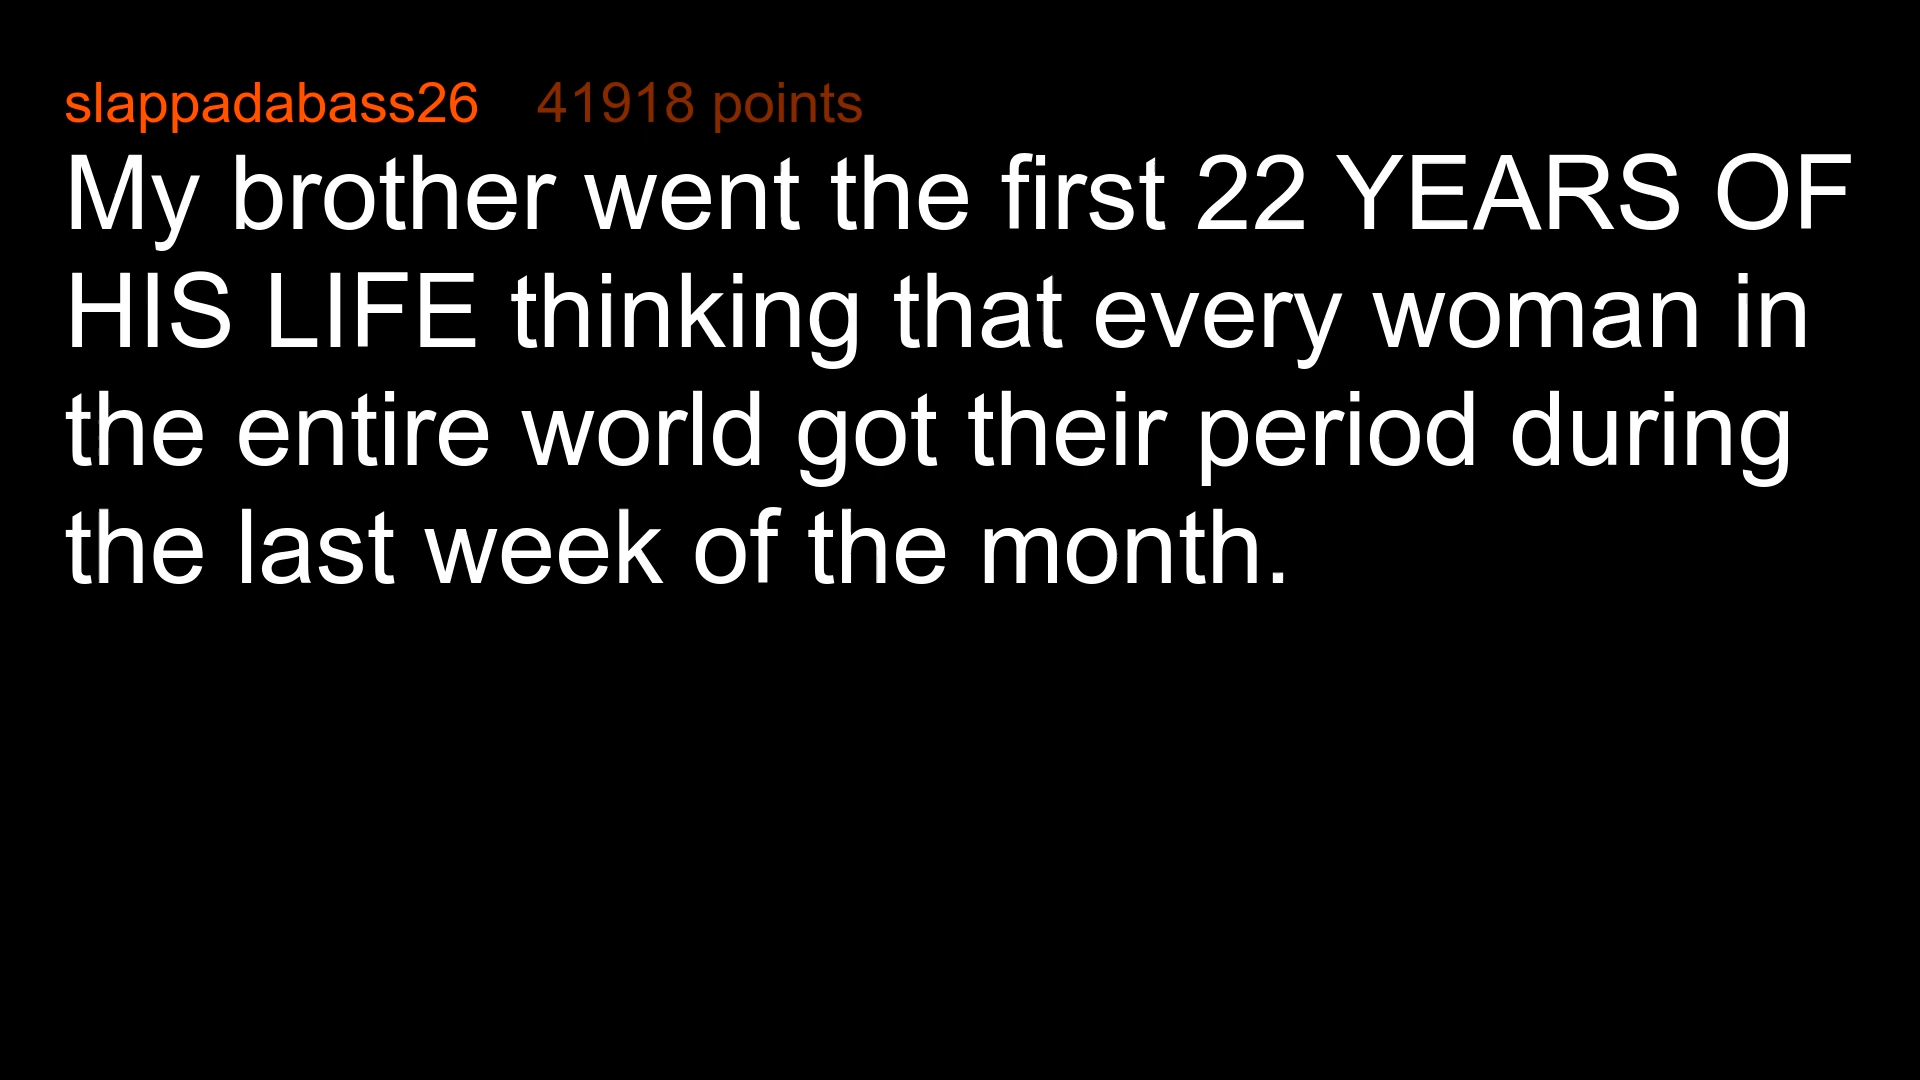 slappadabass26 41918 points
My brother went the first 22 YEARS OF
HIS LIFE thinking that every woman in
the entire world got their period during
the last week of the month.